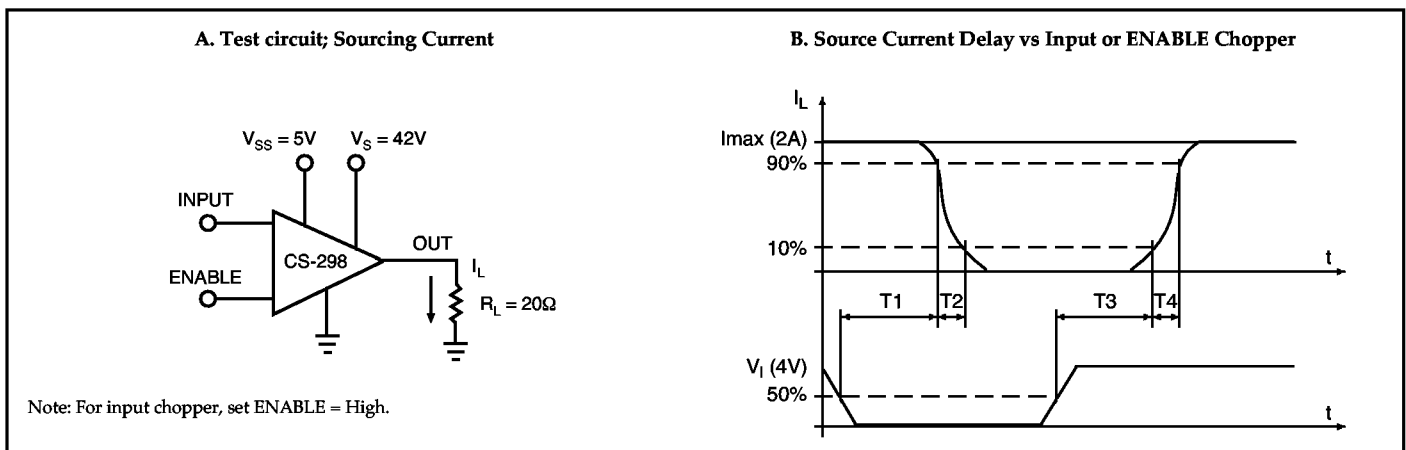 A. Test circuit; Sourcing Current
V_SS = 5V
V_S = 42V
INPUT
ENABLE
CS-298
OUT
I_L
R_L = 20Ω
Note: For input chopper, set ENABLE = High.
B. Source Current Delay vs Input or ENABLE Chopper
I_L
Imax (2A)
90%
10%
t
T1
T2
T3
T4
V_I (4V)
50%
t